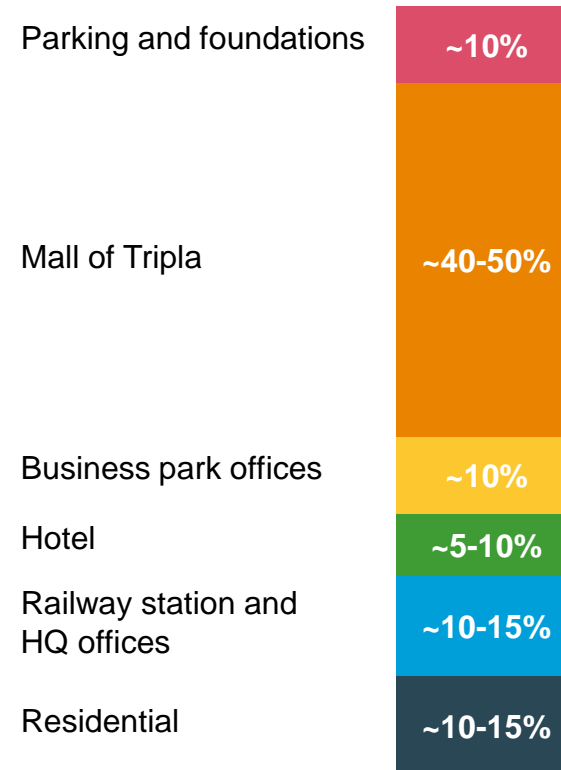 Parking and foundations ~10%
Mall of Tripla ~40-50%
Business park offices ~10%
Hotel ~5-10%
Railway station and
HQ offices ~10-15%
Residential ~10-15%